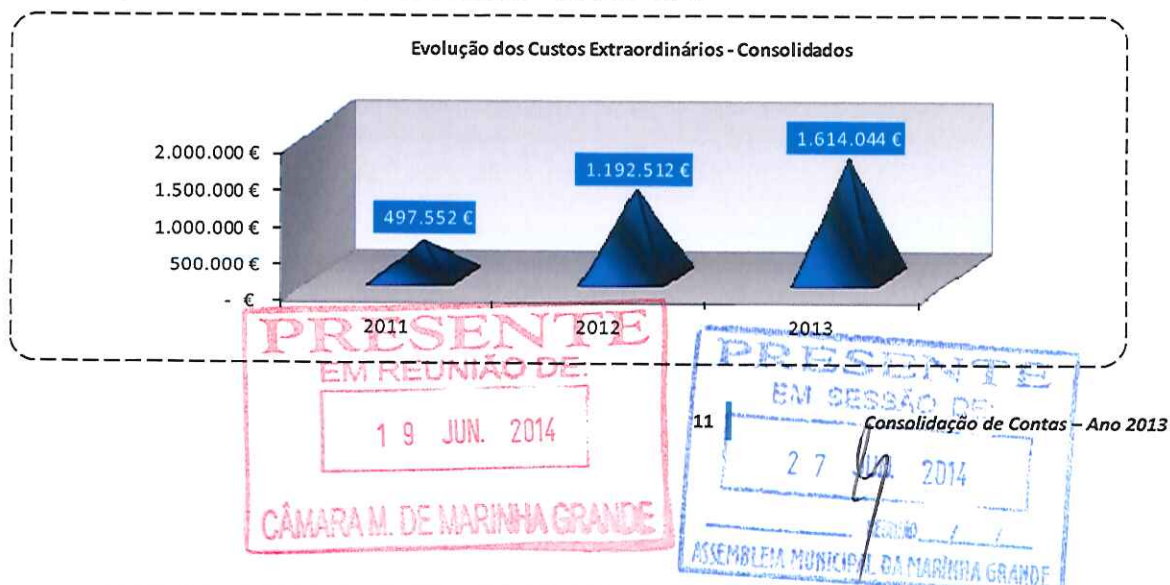 Evolução dos Custos Extraordinários - Consolidados
2.000.000 €
1.500.000 €
1.000.000 €
500.000 €
- €
497.552 €
1.192.512 €
1.614.044 €
2011
2012
2013
PRESENTE
EM REUNIÃO DE:
19 JUN. 2014
CÂMARA M. DE MARINHA GRANDE
PRESENTE
EM SESSÃO DE:
11
Consolidação de Contas – Ano 2013
27 JUN. 2014
/ /
ASSEMBLEIA MUNICIPAL DA MARINHA GRANDE